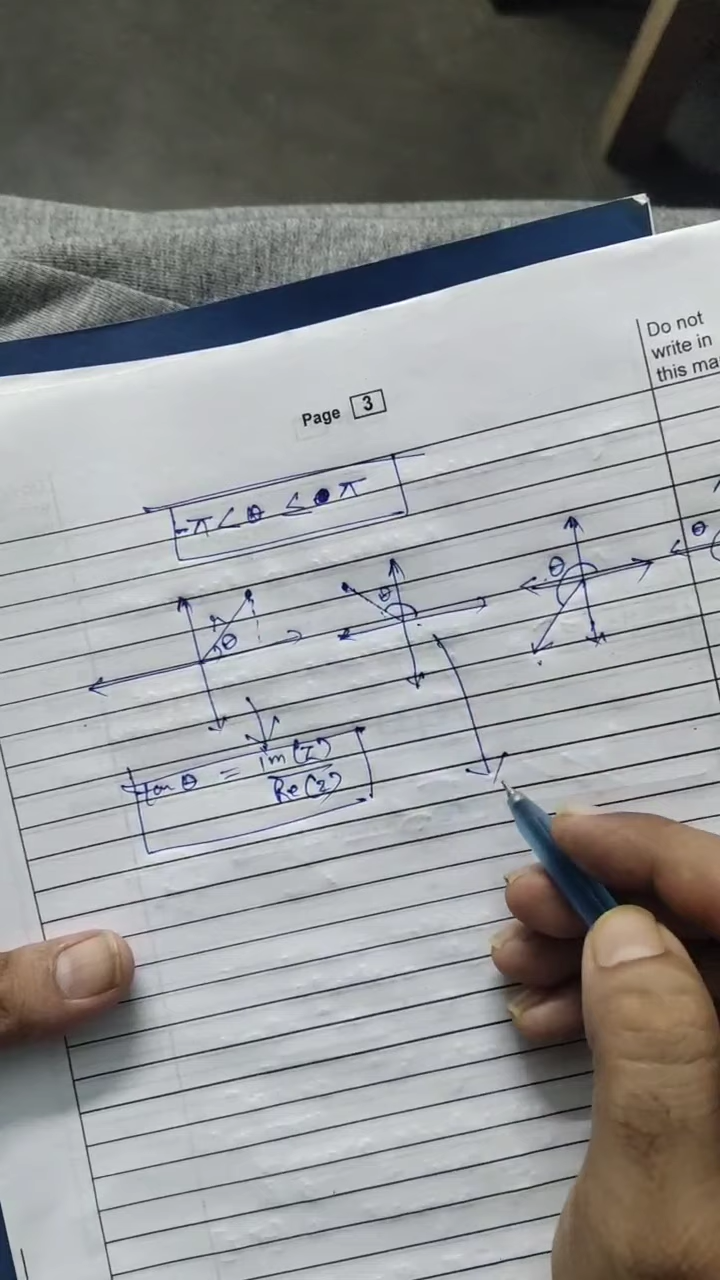 Do not
write in
this ma
Page 3
-π < θ ≤ π
θ θ θ θ
tan θ = Im(z)/Re(z)